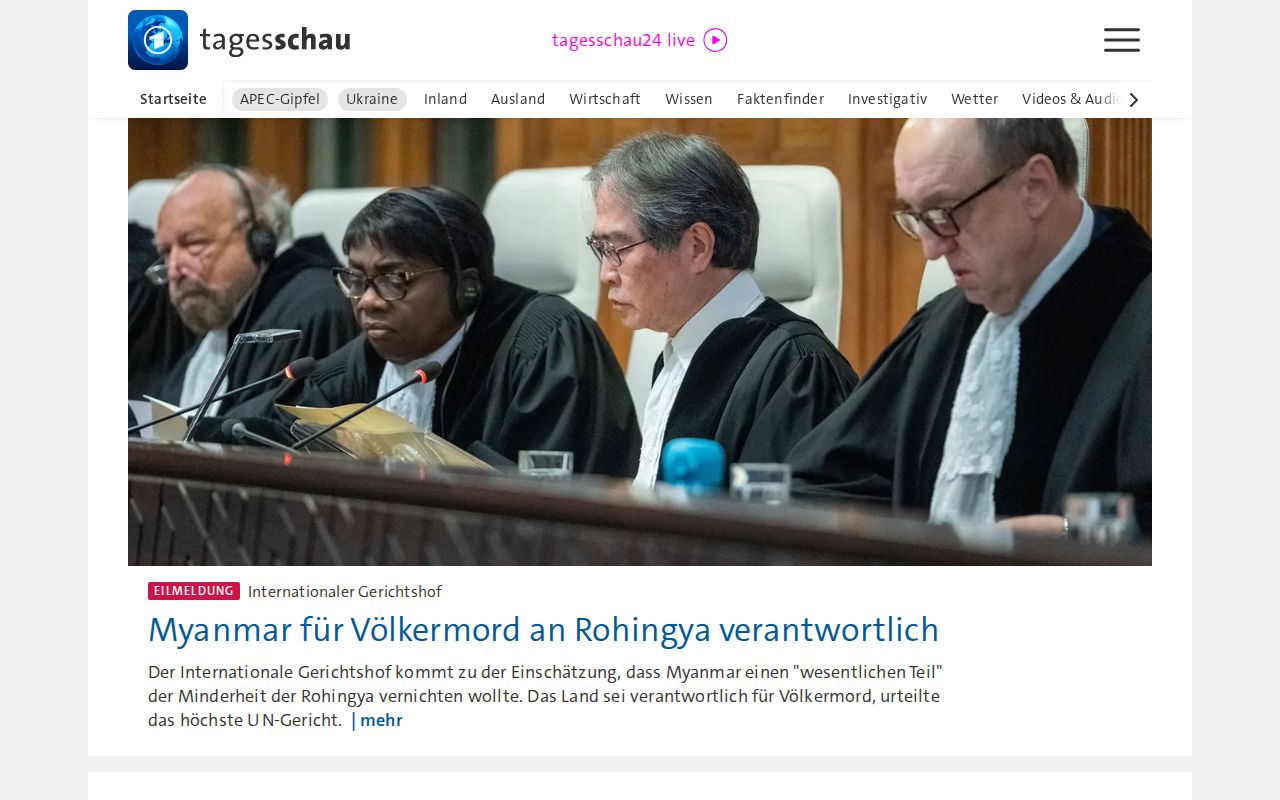 tagesschau
tagesschau24 live
Startseite
APEC-Gipfel
Ukraine
Inland
Ausland
Wirtschaft
Wissen
Faktenfinder
Investigativ
Wetter
Videos & Audio
EILMELDUNG Internationaler Gerichtshof
Myanmar für Völkermord an Rohingya verantwortlich
Der Internationale Gerichtshof kommt zu der Einschätzung, dass Myanmar einen "wesentlichen Teil"
der Minderheit der Rohingya vernichten wollte. Das Land sei verantwortlich für Völkermord, urteilte
das höchste UN-Gericht. | mehr